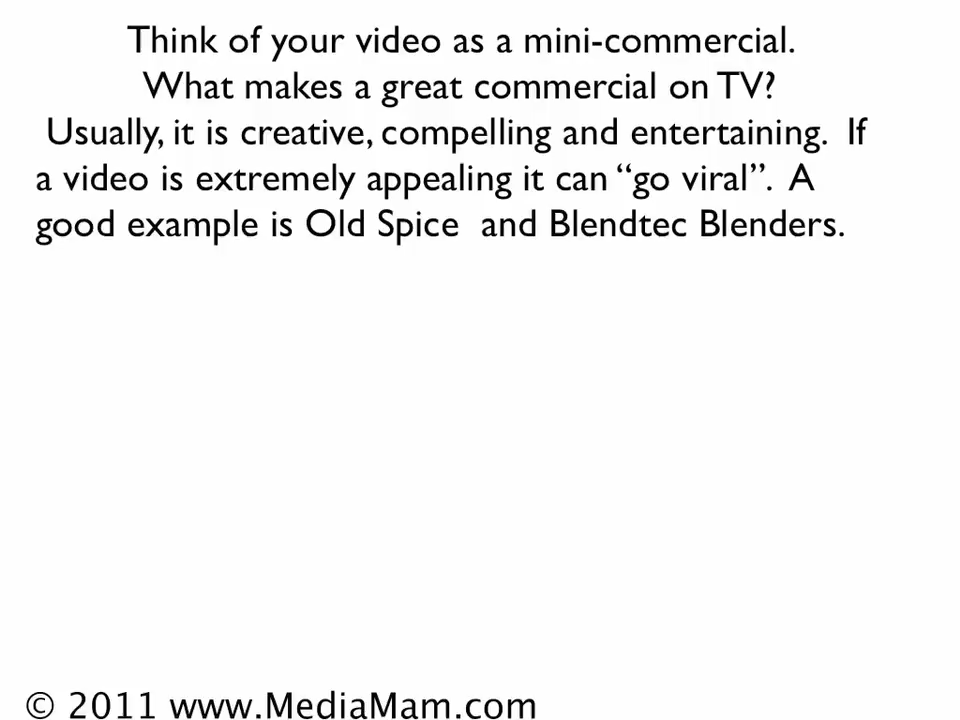 Think of your video as a mini-commercial.
What makes a great commercial on TV?
Usually, it is creative, compelling and entertaining.  If
a video is extremely appealing it can “go viral”.  A
good example is Old Spice  and Blendtec Blenders.
© 2011 www.MediaMam.com